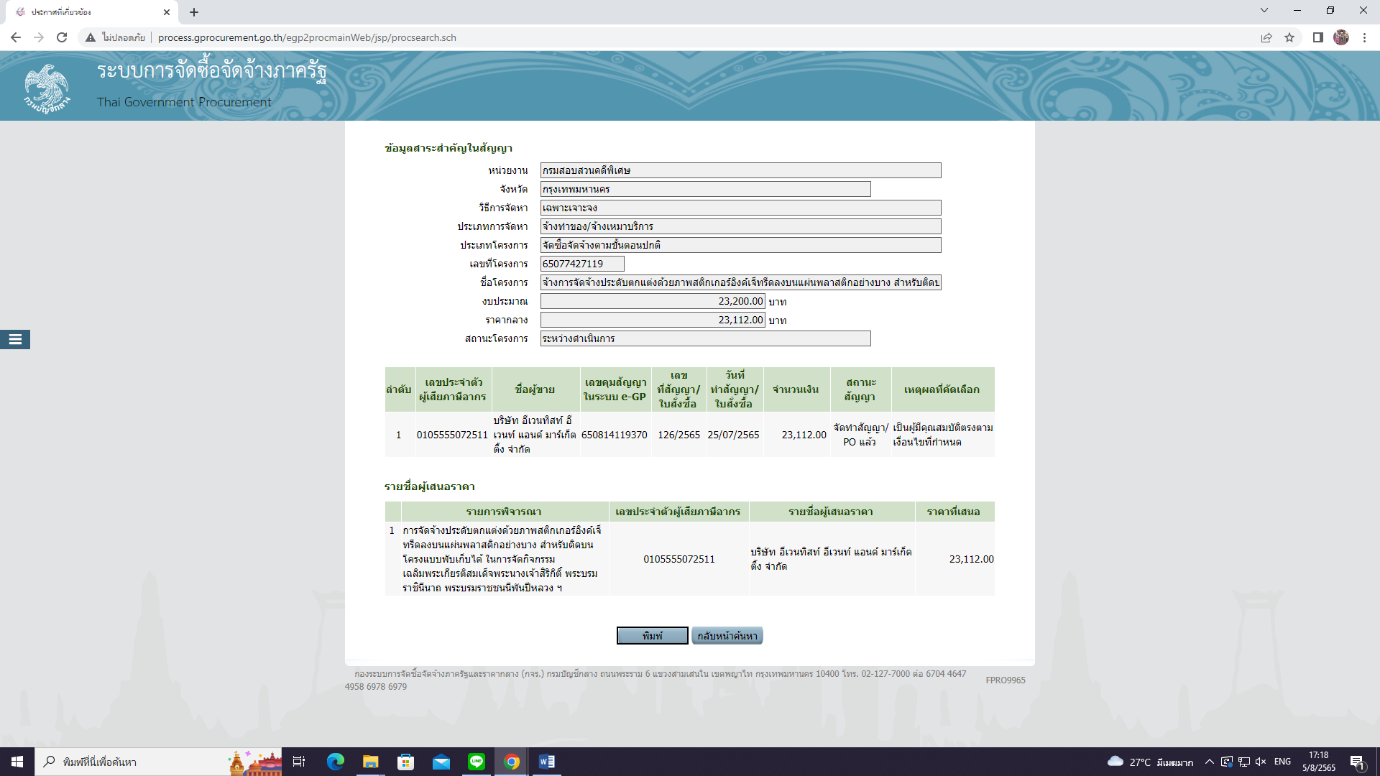 ประกาศที่เกี่ยวข้อง
ไม่ปลอดภัย | process.gprocurement.go.th/egp2procmainWeb/jsp/procsearch.sch
ระบบการจัดซื้อจัดจ้างภาครัฐ
Thai Government Procurement
กรมบัญชีกลาง
ข้อมูลสาระสำคัญในสัญญา
หน่วยงาน กรมสอบสวนคดีพิเศษ
จังหวัด กรุงเทพมหานคร
วิธีการจัดหา เฉพาะเจาะจง
ประเภทการจัดหา จ้างทำของ/จ้างเหมาบริการ
ประเภทโครงการ จัดซื้อจัดจ้างตามขั้นตอนปกติ
เลขที่โครงการ 65077427119
ชื่อโครงการ จ้างการจัดจ้างประดับตกแต่งด้วยภาพสติกเกอร์อิงค์เจ็ทรีดลงบนแผ่นพลาสติกอย่างบาง สำหรับติดบ
งบประมาณ 23,200.00 บาท
ราคากลาง 23,112.00 บาท
สถานะโครงการ ระหว่างดำเนินการ
ลำดับ เลขประจำตัวผู้เสียภาษีอากร ชื่อผู้ขาย เลขคุมสัญญาในระบบ e-GP เลขที่สัญญา/ใบสั่งซื้อ วันที่ทำสัญญา/ใบสั่งซื้อ จำนวนเงิน สถานะสัญญา เหตุผลที่คัดเลือก
1 0105555072511 บริษัท อีเวนทิสท์ อีเวนท์ แอนด์ มาร์เก็ตติ้ง จำกัด 650814119370 126/2565 25/07/2565 23,112.00 จัดทำสัญญา/PO แล้ว เป็นผู้มีคุณสมบัติตรงตามเงื่อนไขที่กำหนด
รายชื่อผู้เสนอราคา
รายการพิจารณา เลขประจำตัวผู้เสียภาษีอากร รายชื่อผู้เสนอราคา ราคาที่เสนอ
1 การจัดจ้างประดับตกแต่งด้วยภาพสติกเกอร์อิงค์เจ็
ทรีดลงบนแผ่นพลาสติกอย่างบาง สำหรับติดบน
โครงแบบพับเก็บได้ ในการจัดกิจกรรม
เฉลิมพระเกียรติสมเด็จพระนางเจ้าสิริกิติ์ พระบรม
ราชินีนาถ พระบรมราชชนนีพันปีหลวง ฯ
0105555072511 บริษัท อีเวนทิสท์ อีเวนท์ แอนด์ มาร์เก็ตติ้ง จำกัด 23,112.00
พิมพ์ กลับหน้าค้นหา
กองระบบการจัดซื้อจัดจ้างภาครัฐและราคากลาง (กจร.) กรมบัญชีกลาง ถนนพระราม 6 แขวงสามเสนใน เขตพญาไท กรุงเทพมหานคร 10400 โทร. 02-127-7000 ต่อ 6704 4647
4958 6978 6979
FPRO9965
พิมพ์ที่นี่เพื่อค้นหา
27°C มีเมฆมาก ENG 17:18
5/8/2565